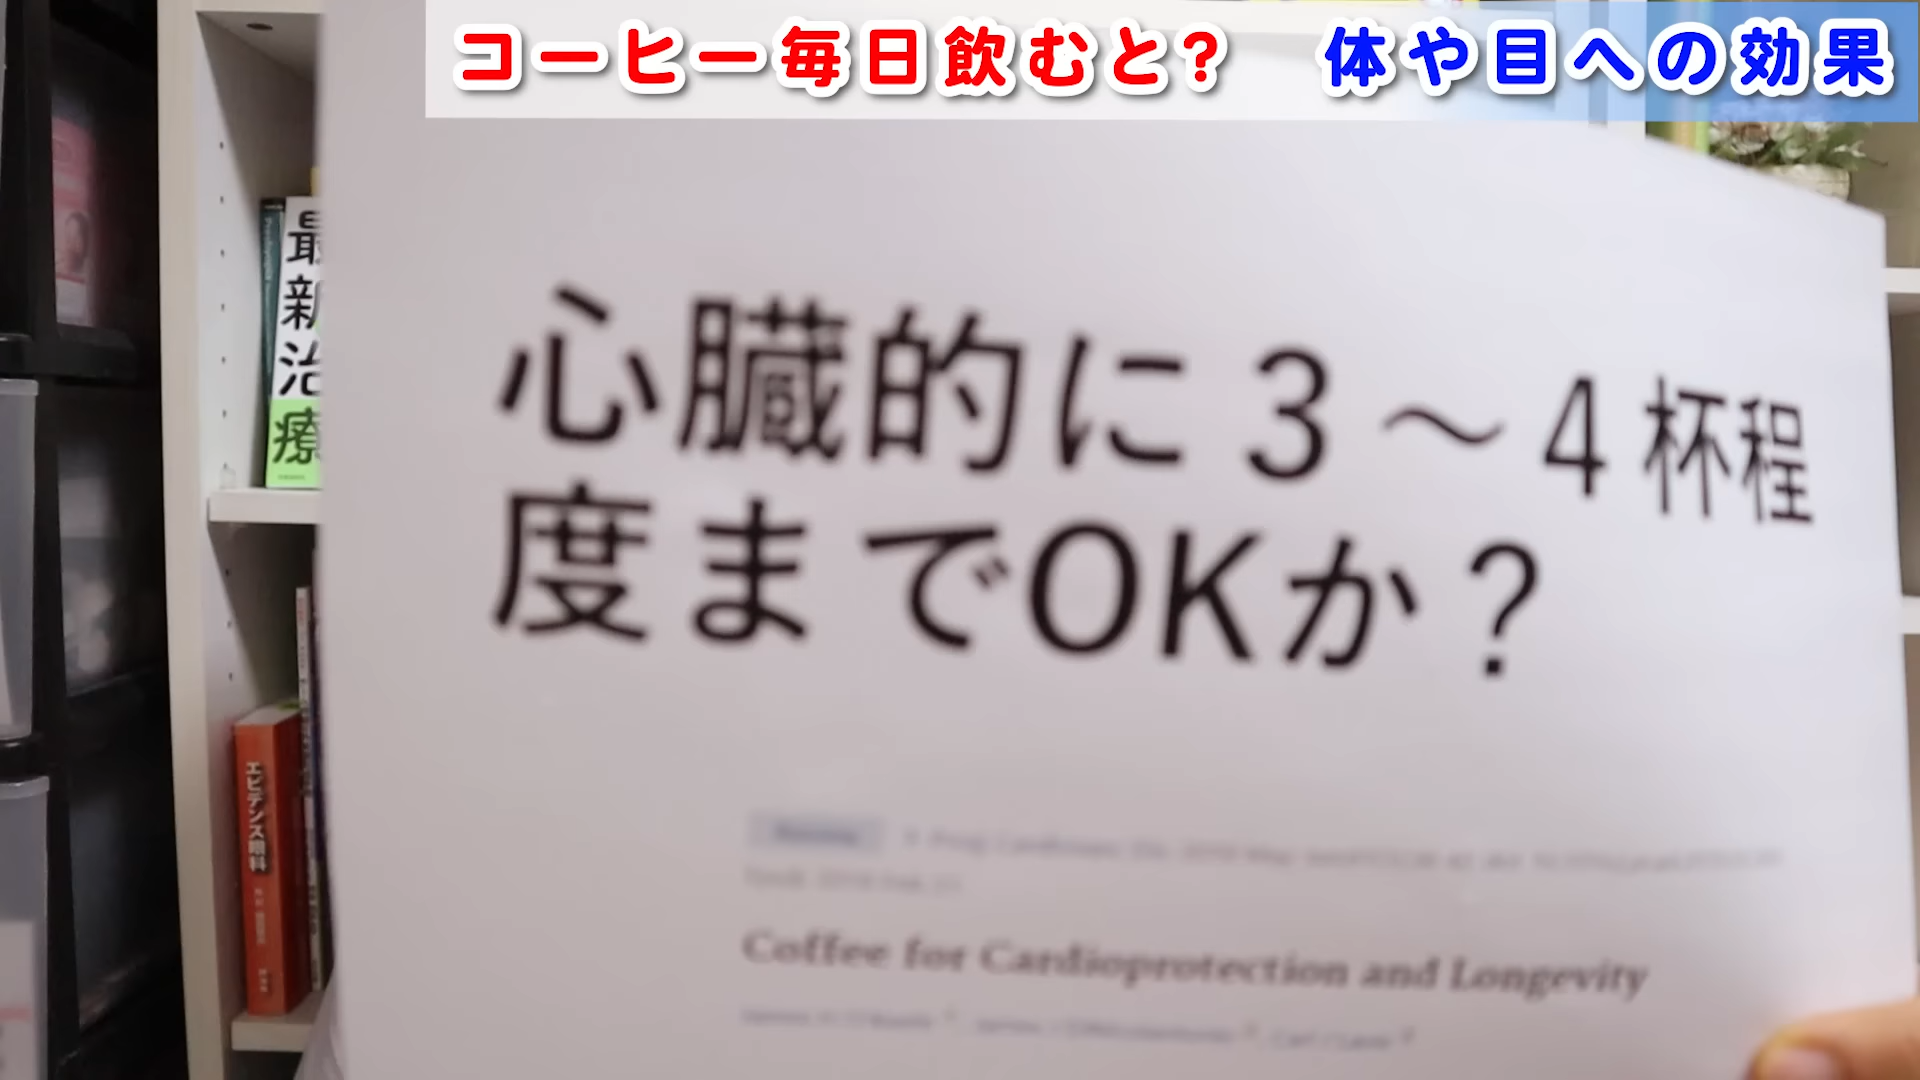 コーヒー毎日飲むと? 体や目への効果
最新治療
心臓的に3～4杯程
度までOKか?
エビデンス眼科
Coffee for Cardioprotection and Longevity